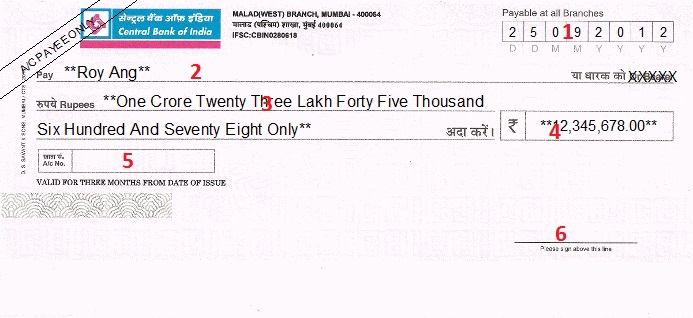 सेन्ट्रल बैंक ऑफ़ इंडिया
Central Bank of India
MALAD(WEST) BRANCH, MUMBAI - 400064
मालाड (पश्चिम) शाखा, मुंबई 400064
IFSC:CBIN0280618
Payable at all Branches
2 5 0 1 9 2 0 1 2
D D M M Y Y Y Y
A/C PAYEE ONLY
Pay **Roy Ang** 2 या धारक को XXXXX
रुपये Rupees **One Crore Twenty Three Lakh Forty Five Thousand
3
Six Hundred And Seventy Eight Only** अदा करें। ₹ **12,345,678.00**
4
खाता सं.
A/c No. 5
VALID FOR THREE MONTHS FROM DATE OF ISSUE
6
Please sign above this line